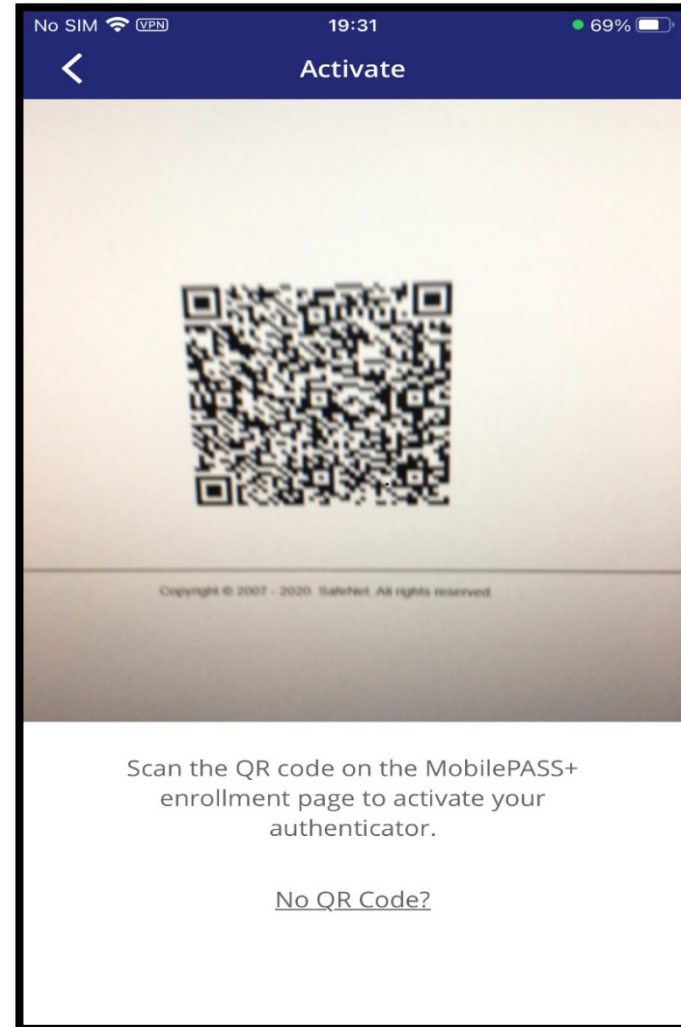 No SIM VPN 19:31 69%
Activate
Copyright © 2007 - 2020. SafeNet. All rights reserved.
Scan the QR code on the MobilePASS+
enrollment page to activate your
authenticator.
No QR Code?